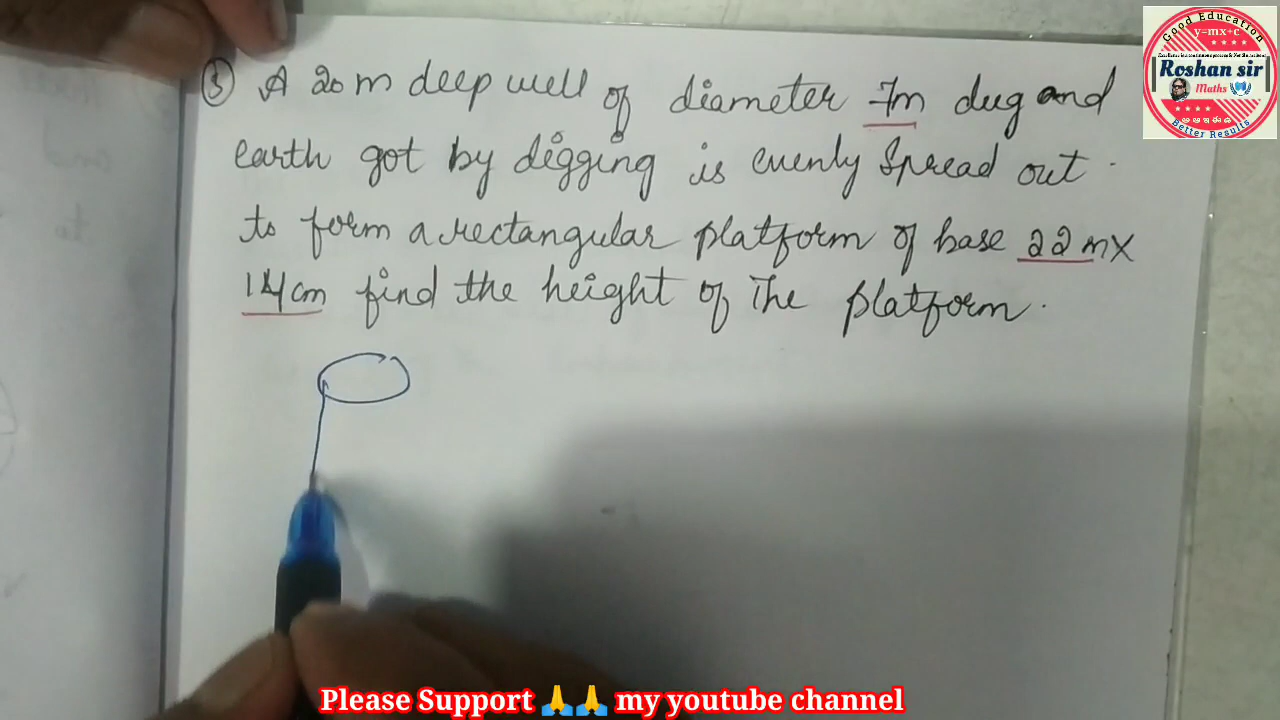 ③ A 20 m deep well of diameter 7m dug and
earth got by digging is evenly spread out
to form a rectangular platform of base 22 m x
14 cm find the height of The platform.
Good Education
y=mx+c
Roshan sir
Maths
Better Results
Please Support 🙏🙏 my youtube channel